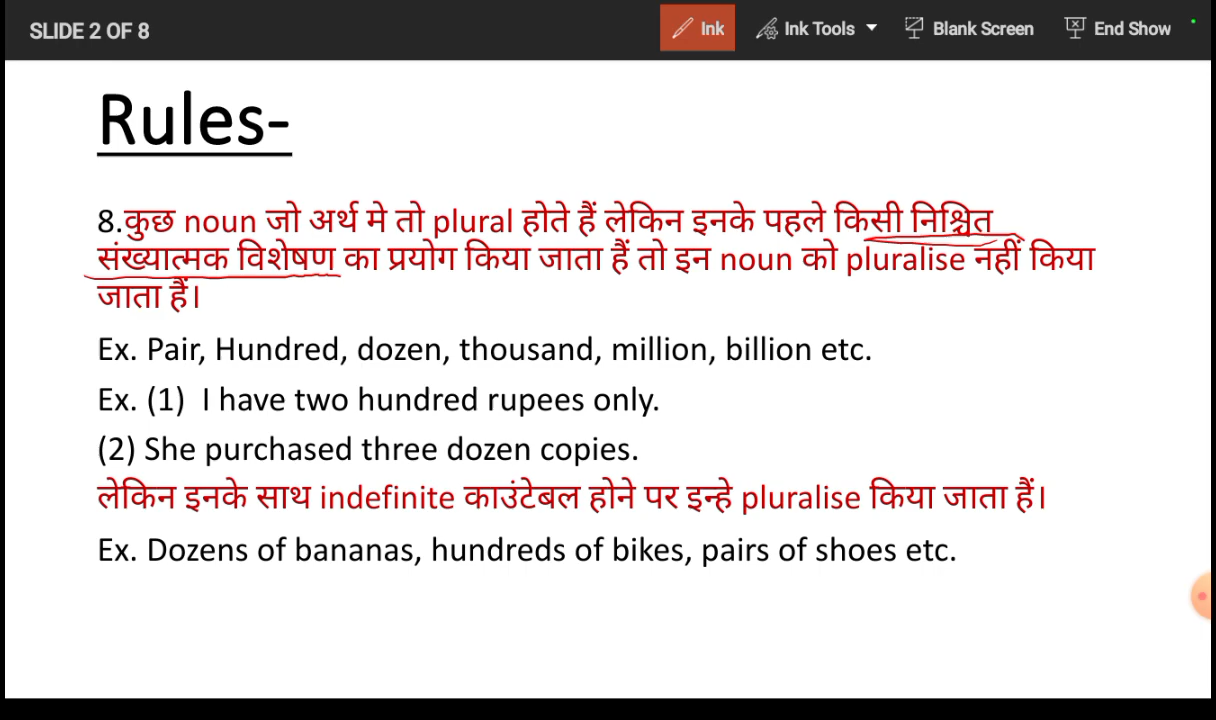 SLIDE 2 OF 8
Ink
Ink Tools
Blank Screen
End Show
Rules-
8.कुछ noun जो अर्थ मे तो plural होते हैं लेकिन इनके पहले किसी निश्चित
संख्यात्मक विशेषण का प्रयोग किया जाता हैं तो इन noun को pluralise नहीं किया
जाता हैं।
Ex. Pair, Hundred, dozen, thousand, million, billion etc.
Ex. (1) I have two hundred rupees only.
(2) She purchased three dozen copies.
लेकिन इनके साथ indefinite काउंटेबल होने पर इन्हे pluralise किया जाता हैं।
Ex. Dozens of bananas, hundreds of bikes, pairs of shoes etc.